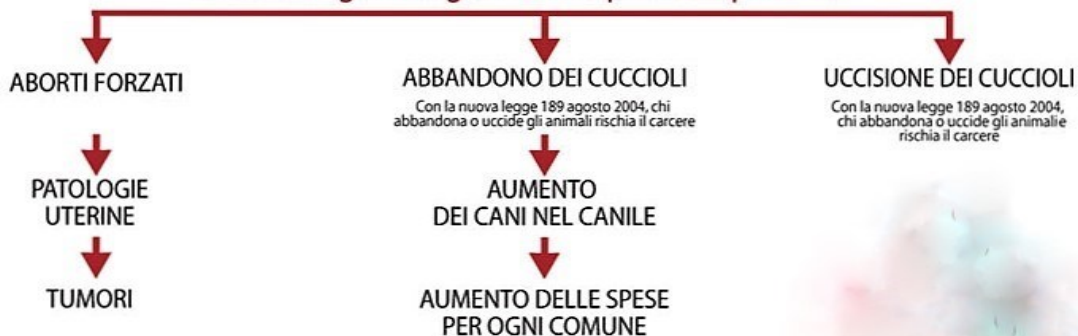 ABORTI FORZATI
PATOLOGIE
UTERINE
TUMORI
ABBANDONO DEI CUCCIOLI
Con la nuova legge 189 agosto 2004, chi
abbandona o uccide gli animali rischia il carcere
AUMENTO
DEI CANI NEL CANILE
AUMENTO DELLE SPESE
PER OGNI COMUNE
UCCISIONE DEI CUCCIOLI
Con la nuova legge 189 agosto 2004,
chi abbandona o uccide gli animalie
rischia il carcere